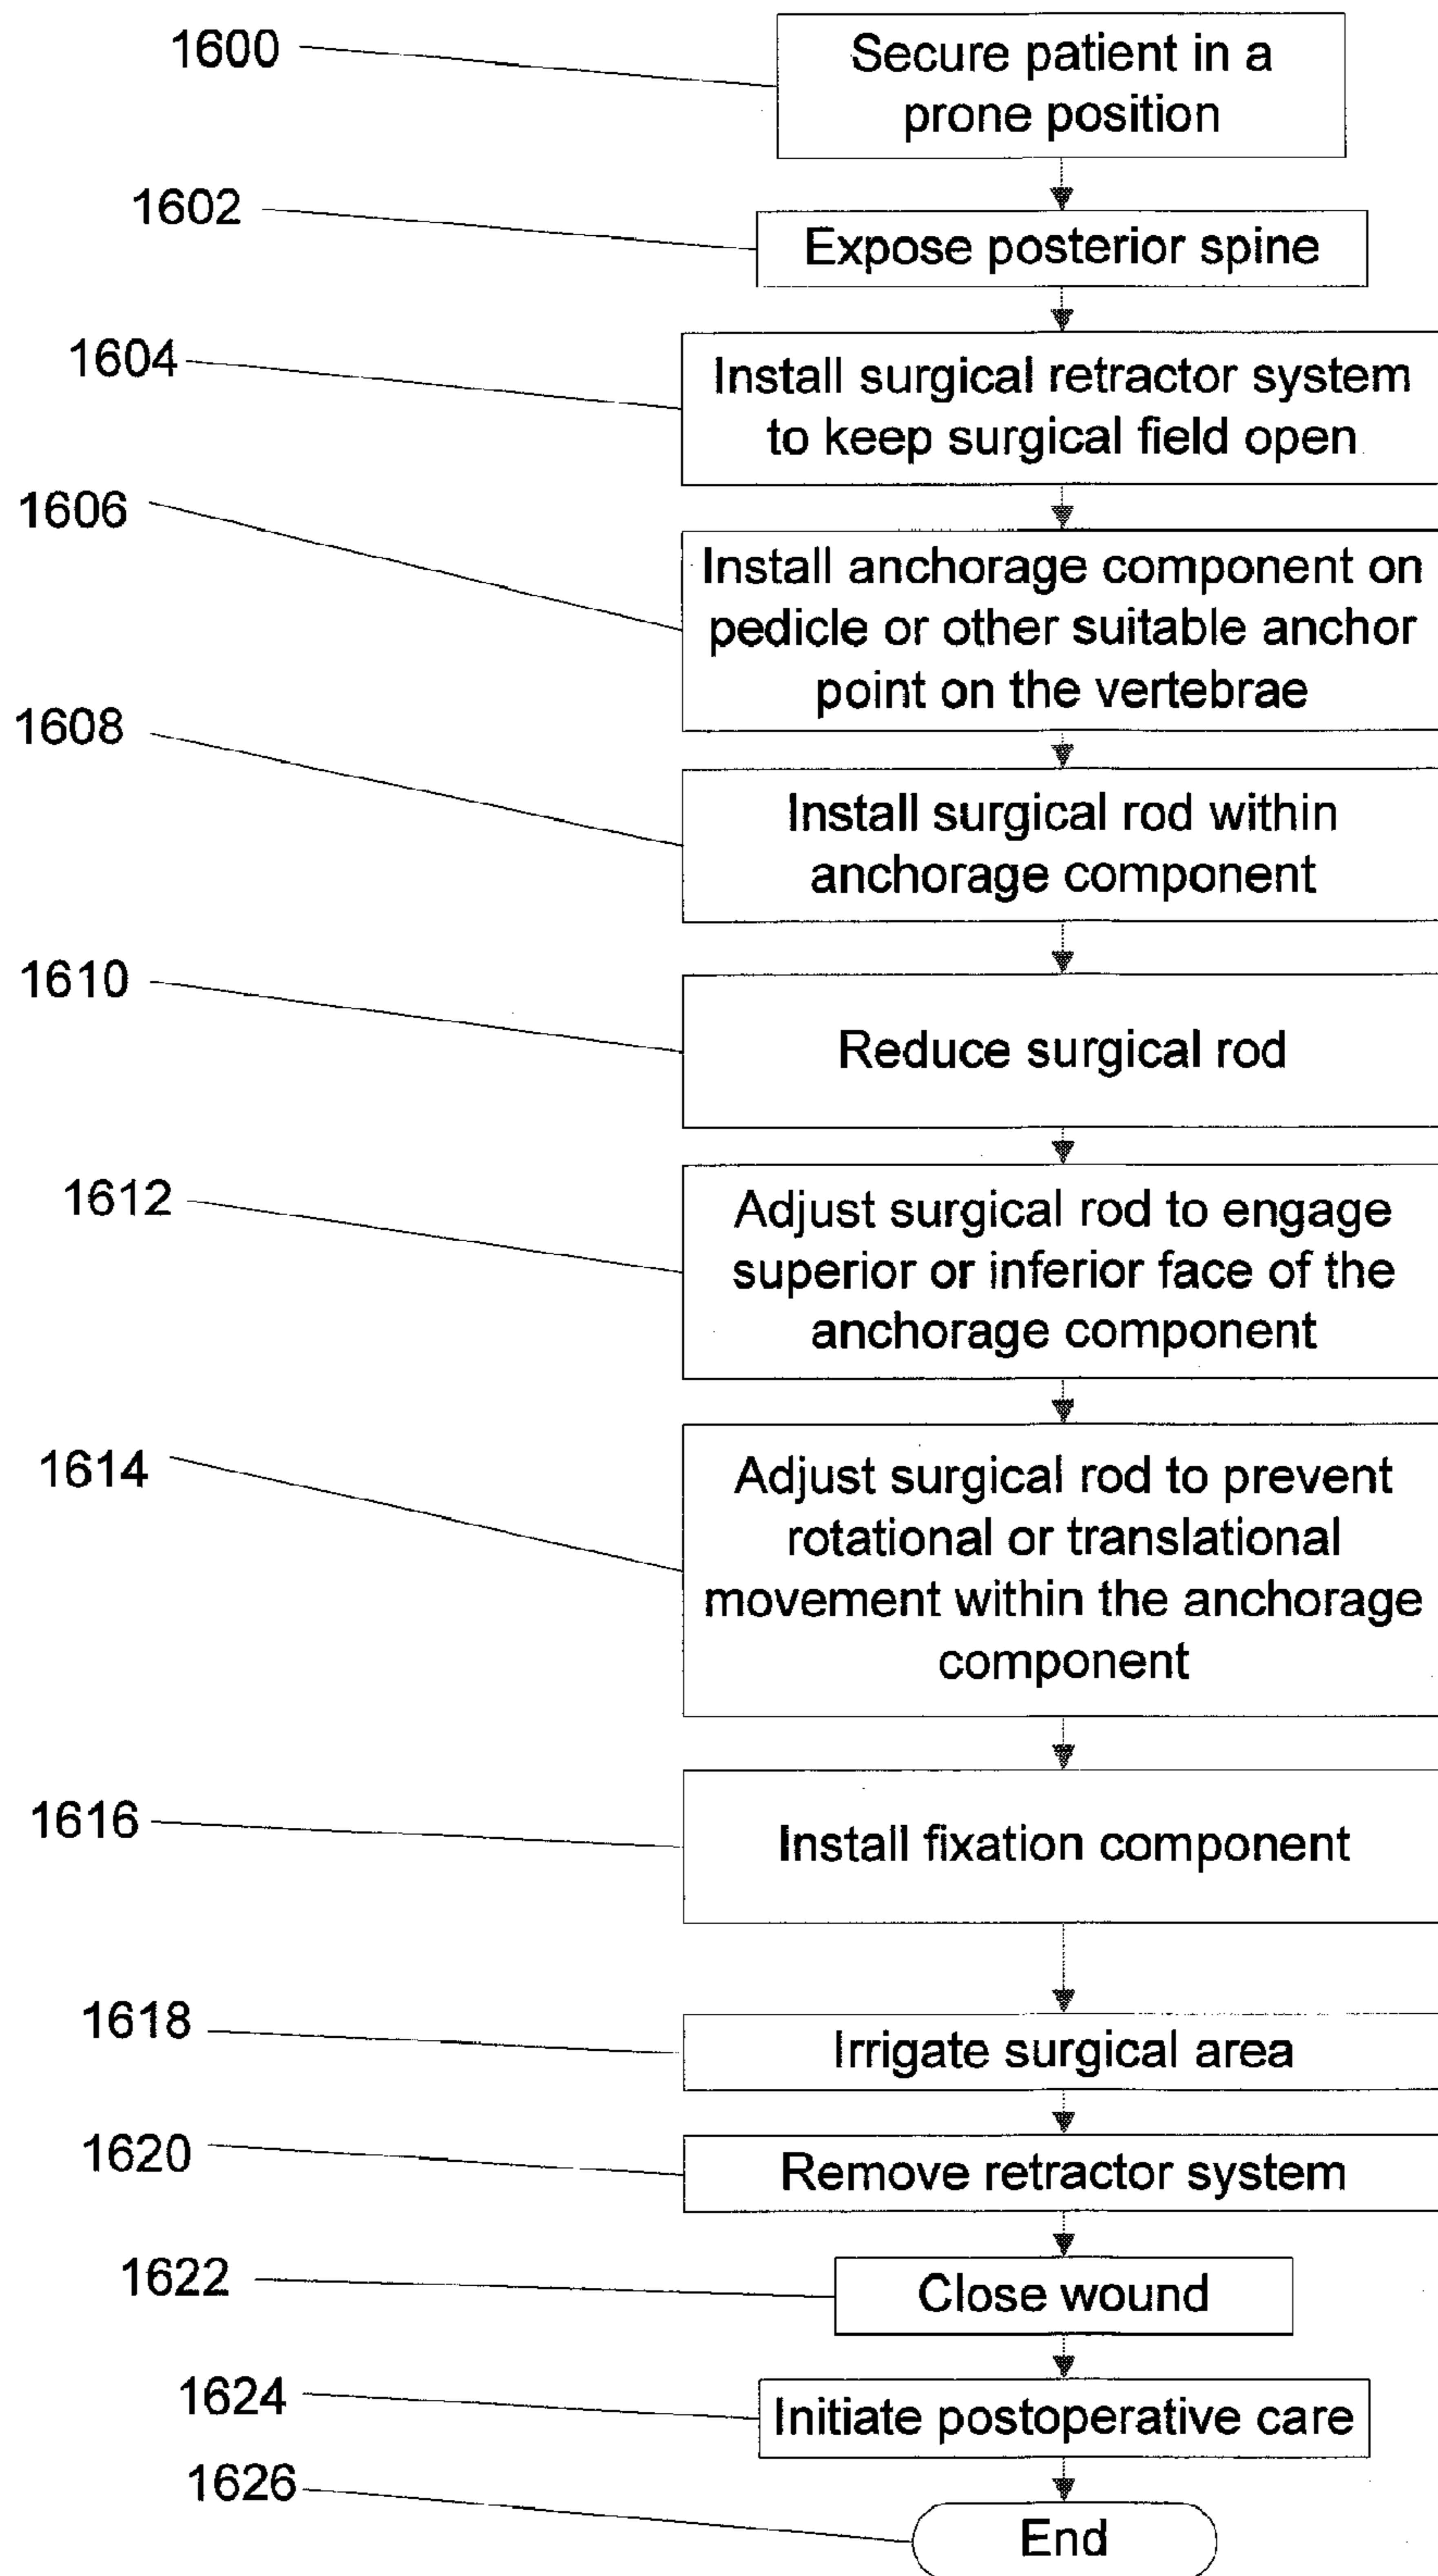 1600
Secure patient in a
prone position
1602
Expose posterior spine
1604
Install surgical retractor system
to keep surgical field open
1606
Install anchorage component on
pedicle or other suitable anchor
point on the vertebrae
1608
Install surgical rod within
anchorage component
1610
Reduce surgical rod
1612
Adjust surgical rod to engage
superior or inferior face of the
anchorage component
1614
Adjust surgical rod to prevent
rotational or translational
movement within the anchorage
component
1616
Install fixation component
1618
Irrigate surgical area
1620
Remove retractor system
1622
Close wound
1624
Initiate postoperative care
1626
End